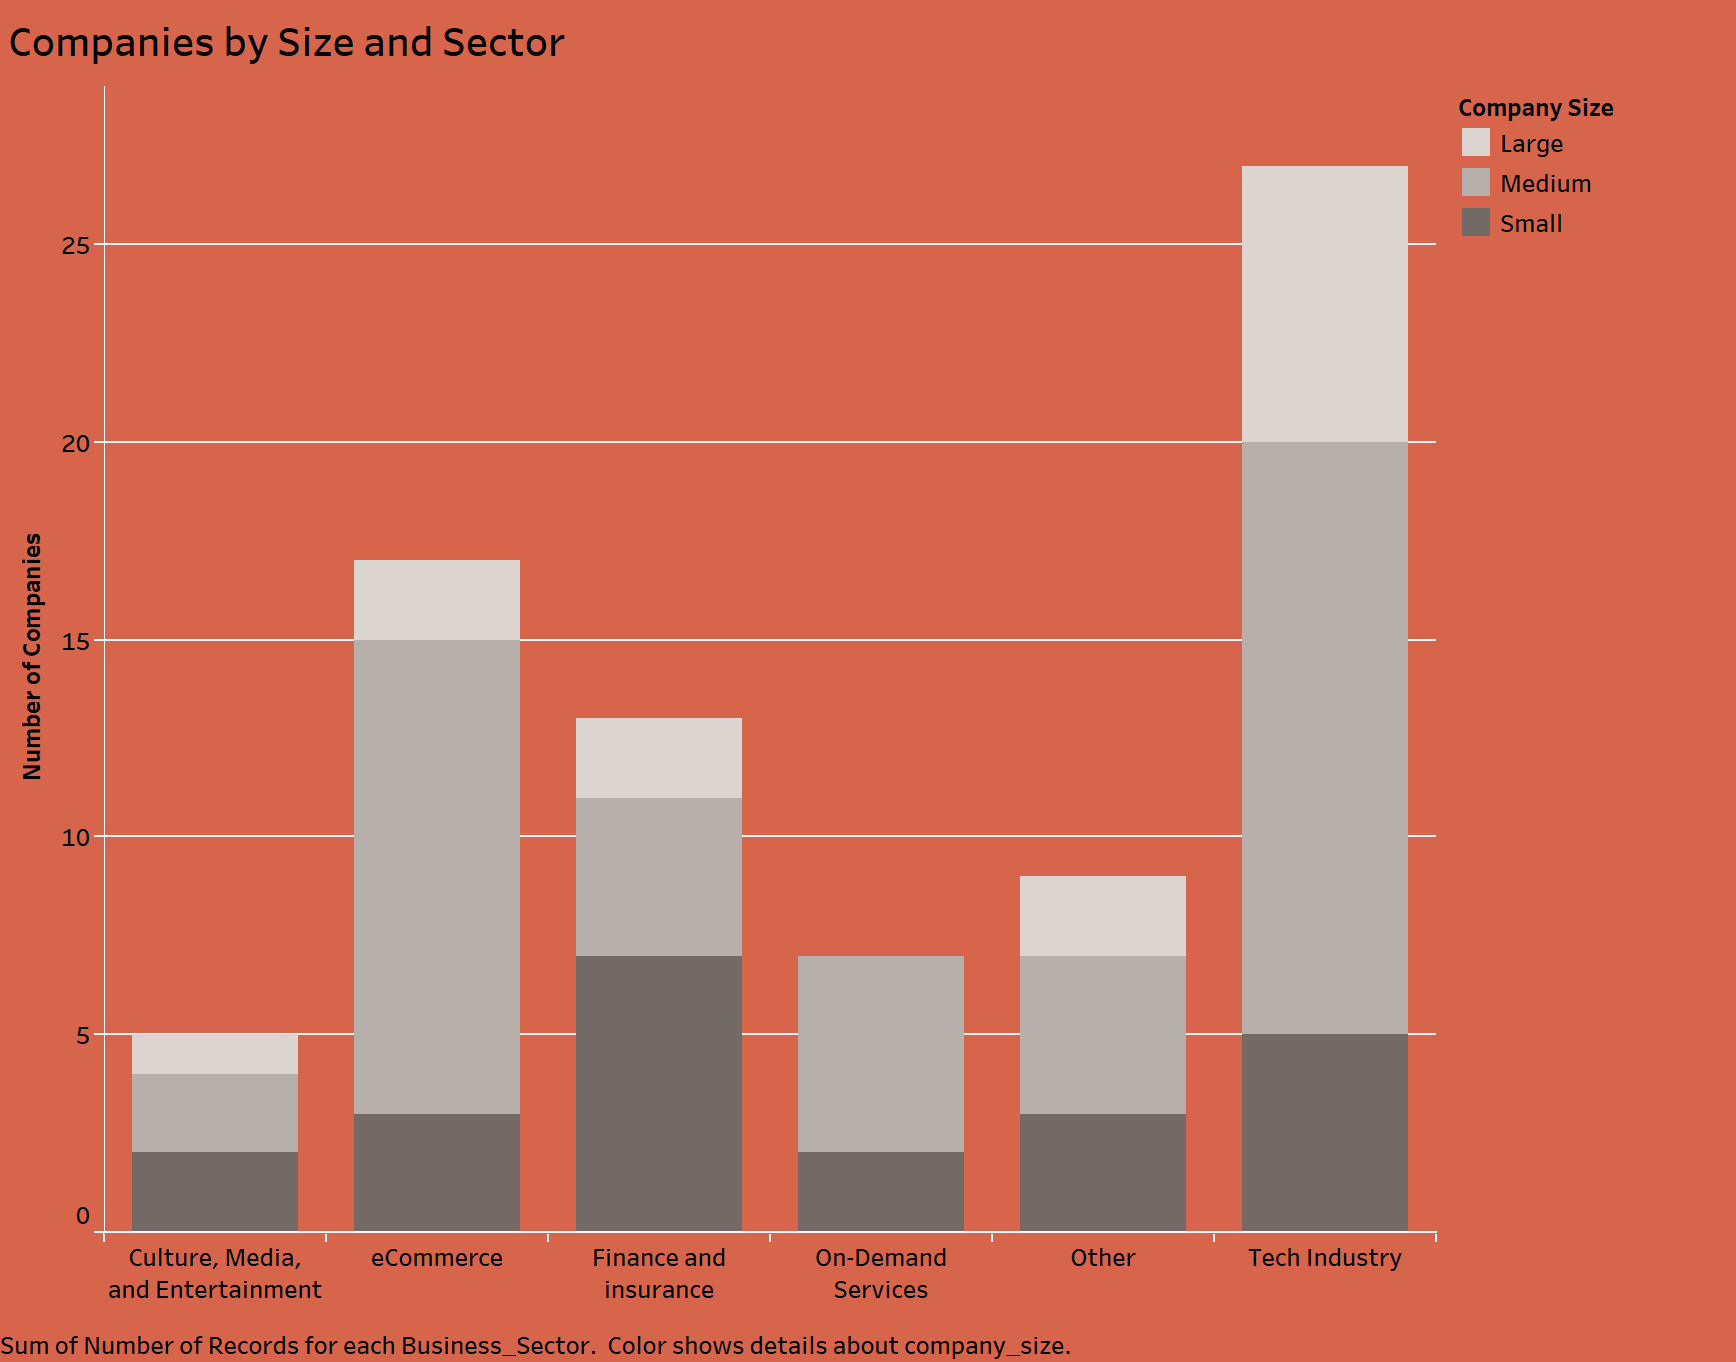 Companies by Size and Sector
Company Size
Large
Medium
Small
Number of Companies
25
20
15
10
5
0
Culture, Media,
and Entertainment
eCommerce
Finance and
insurance
On-Demand
Services
Other
Tech Industry
Sum of Number of Records for each Business_Sector.  Color shows details about company_size.